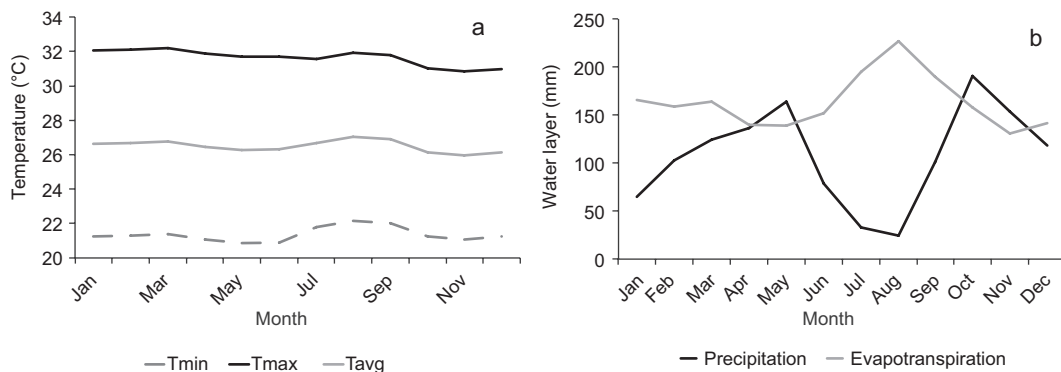 a
34
32
30
28
26
24
22
20
Temperature (°C)
Jan
Mar
May
Jul
Sep
Nov
Month
Tmin Tmax Tavg
b
250
200
150
100
50
0
Water layer (mm)
Jan
Feb
Mar
Apr
May
Jun
Jul
Aug
Sep
Oct
Nov
Dec
Month
Precipitation Evapotranspiration